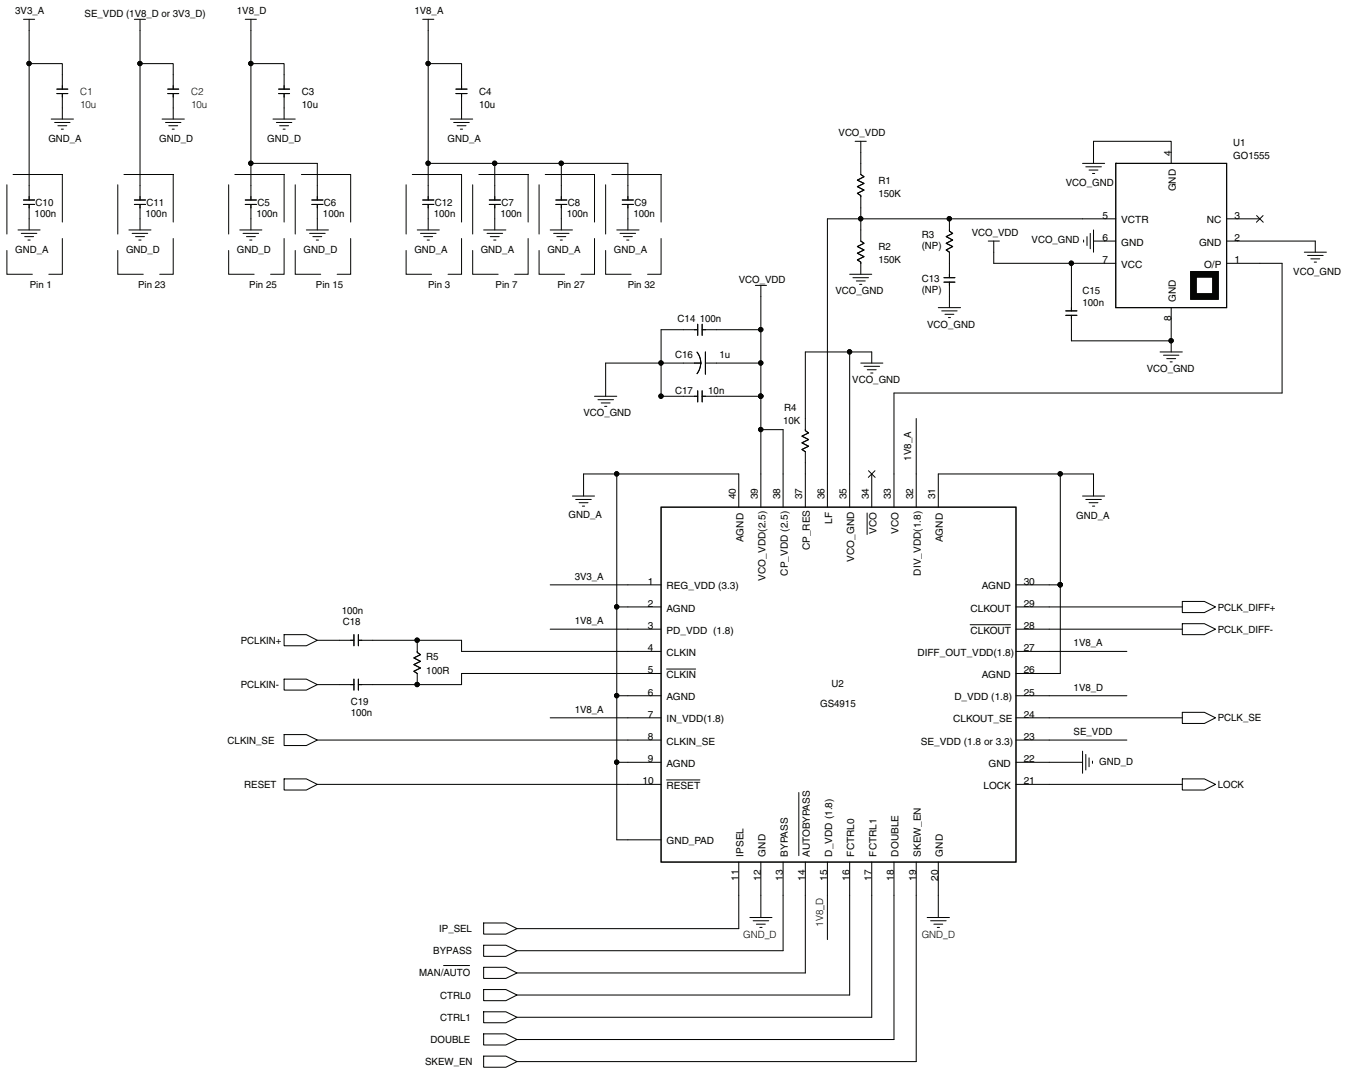 3V3_A
SE_VDD (1V8_D or 3V3_D)
1V8_D
1V8_A
C1
10u
GND_A
C2
10u
GND_D
C3
10u
GND_D
C4
10u
GND_A
C10
100n
GND_A
Pin 1
C11
100n
GND_D
Pin 23
C5
100n
GND_D
Pin 25
C6
100n
GND_D
Pin 15
C12
100n
GND_A
Pin 3
C7
100n
GND_A
Pin 7
C8
100n
GND_A
Pin 27
C9
100n
GND_A
Pin 32
VCO_VDD
R1
150K
R2
150K
VCO_GND
R3
(NP)
C13
(NP)
VCO_GND
VCO_VDD
VCO_GND
C15
100n
VCO_GND
U1
GO1555
4
GND
5
VCTR
6
GND
7
VCC
NC
3
GND
2
O/P
1
GND
8
VCO_GND
VCO_GND
VCO_VDD
C14 100n
C16
1u
C17
10n
VCO_GND
R4
10K
VCO_GND
1V8_A
GND_A
GND_A
40
39
38
37
36
35
34
33
32
31
AGND
VCO_VDD(2.5)
CP_VDD (2.5)
CP_RES
LF
VCO_GND
VCO
VCO
DIV_VDD(1.8)
AGND
3V3_A
1
REG_VDD (3.3)
2
AGND
1V8_A
3
PD_VDD (1.8)
4
CLKIN
5
CLKIN
6
AGND
1V8_A
7
IN_VDD(1.8)
8
CLKIN_SE
9
AGND
10
RESET
GND_PAD
PCLKIN+
100n
C18
R5
100R
PCLKIN-
C19
100n
CLKIN_SE
RESET
U2
GS4915
AGND
30
CLKOUT
29
PCLK_DIFF+
CLKOUT
28
PCLK_DIFF-
DIFF_OUT_VDD(1.8)
27
1V8_A
AGND
26
D_VDD (1.8)
25
1V8_D
CLKOUT_SE
24
PCLK_SE
SE_VDD (1.8 or 3.3)
23
SE_VDD
GND
22
GND_D
LOCK
21
LOCK
IPSEL
GND
BYPASS
AUTOBYPASS
D_VDD (1.8)
FCTRL0
FCTRL1
DOUBLE
SKEW_EN
GND
11
12
13
14
15
16
17
18
19
20
GND_D
1V8_D
GND_D
IP_SEL
BYPASS
MAN/AUTO
CTRL0
CTRL1
DOUBLE
SKEW_EN